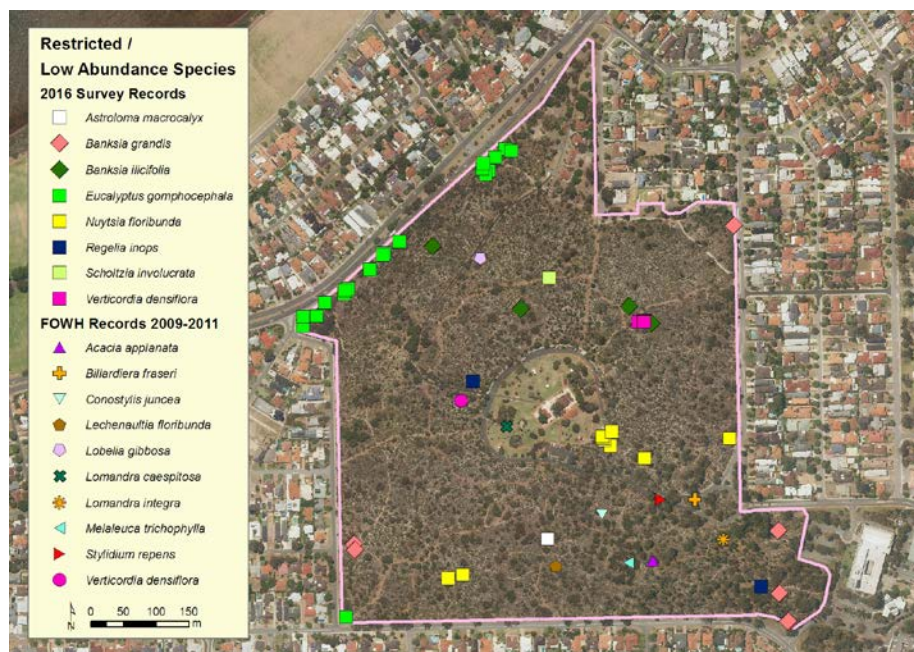 Restricted /
Low Abundance Species
2016 Survey Records
Astroloma macrocalyx
Banksia grandis
Banksia ilicifolia
Eucalyptus gomphocephala
Nuytsia floribunda
Regelia inops
Scholtzia involucrata
Verticordia densiflora
FOWH Records 2009-2011
Acacia applanata
Billardiera fraseri
Conostylis juncea
Lechenaultia floribunda
Lobelia gibbosa
Lomandra caespitosa
Lomandra integra
Melaleuca trichophylla
Stylidium repens
Verticordia densiflora
N
0 50 100 150
m